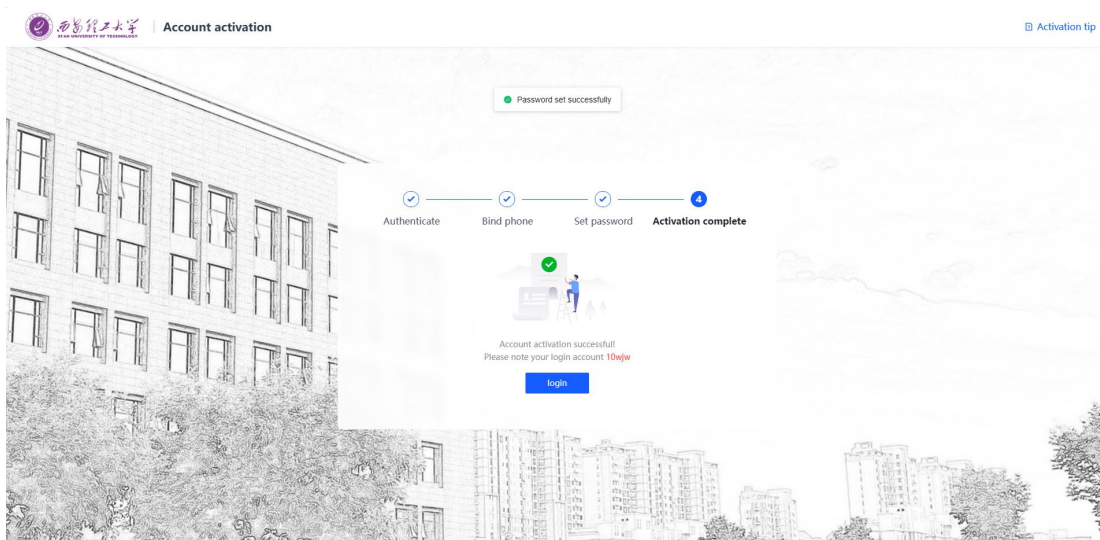 西安理工大学
XI'AN UNIVERSITY OF TECHNOLOGY
Account activation
Activation tip
Password set successfully
4
Authenticate
Bind phone
Set password
Activation complete
Account activation successful!
Please note your login account 10wjw
login